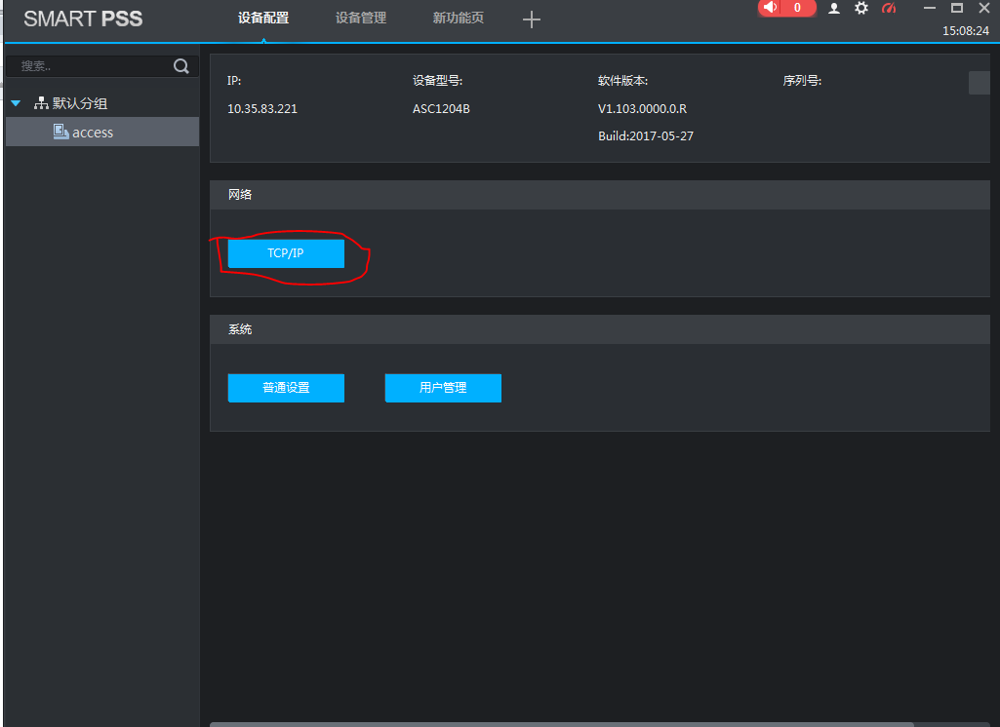 SMART PSS
设备配置
设备管理
新功能页
0
15:08:24
搜索..
默认分组
access
IP:
设备型号:
软件版本:
序列号:
10.35.83.221
ASC1204B
V1.103.0000.0.R
Build:2017-05-27
网络
TCP/IP
系统
普通设置
用户管理